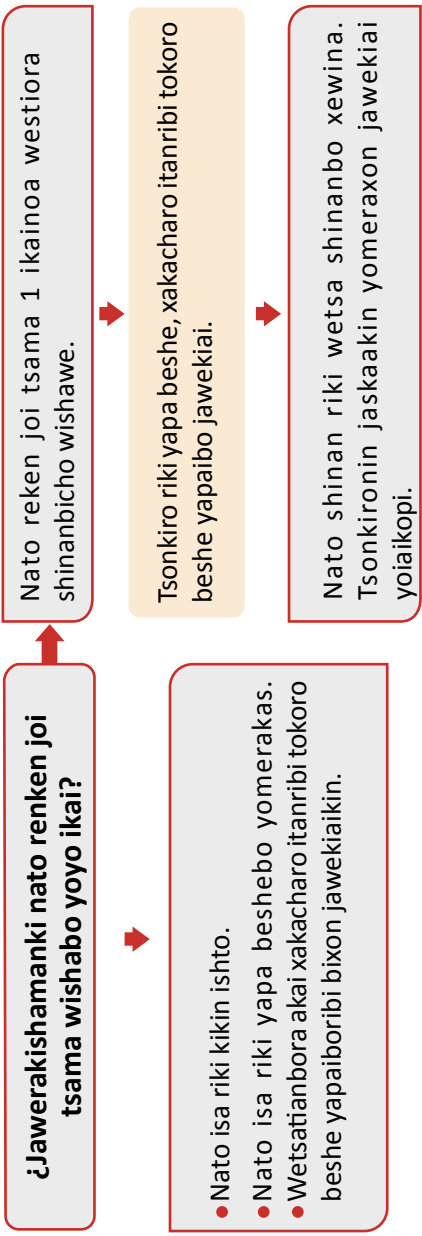 ¿Jawerakishamanki nato renken joi
tsama wishabo yoyo ikai?
• Nato isa riki kikin ishto.
• Nato isa riki yapa beshebo yomerakas.
• Wetsatianbora akai xakacharo itanribi tokoro
beshe yapaiboribi bixon jawekiaikin.
Nato reken joi tsama 1 ikainoa westiora
shinanbicho wishawe.
Tsonkiro riki yapa beshe, xakacharo itanribi tokoro
beshe yapaibo jawekiai.
Nato shinan riki wetsa shinanbo xewina.
Tsonkironin jaskaakin yomeraxon jawekiai
yoiaikopi.